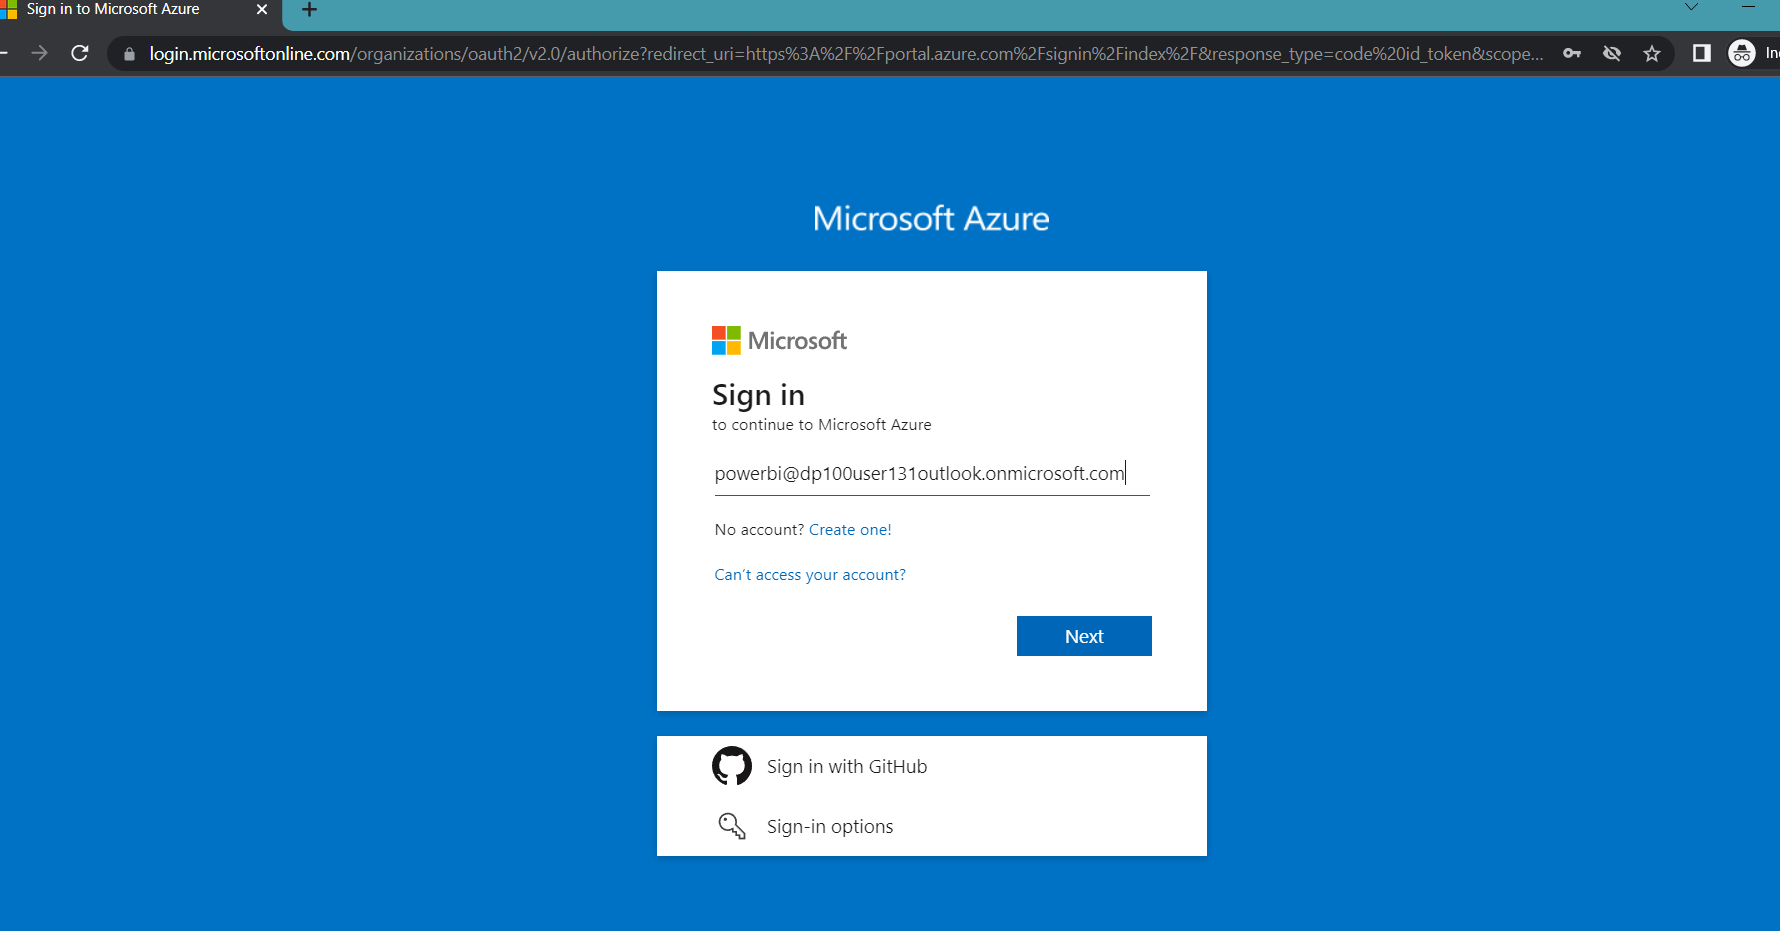 Sign in to Microsoft Azure
login.microsoftonline.com/organizations/oauth2/v2.0/authorize?redirect_uri=https%3A%2F%2Fportal.azure.com%2Fsignin%2Findex%2F&response_type=code%20id_token&scope...
Microsoft Azure
Microsoft
Sign in
to continue to Microsoft Azure
powerbi@dp100user131outlook.onmicrosoft.com
No account? Create one!
Can't access your account?
Next
Sign in with GitHub
Sign-in options